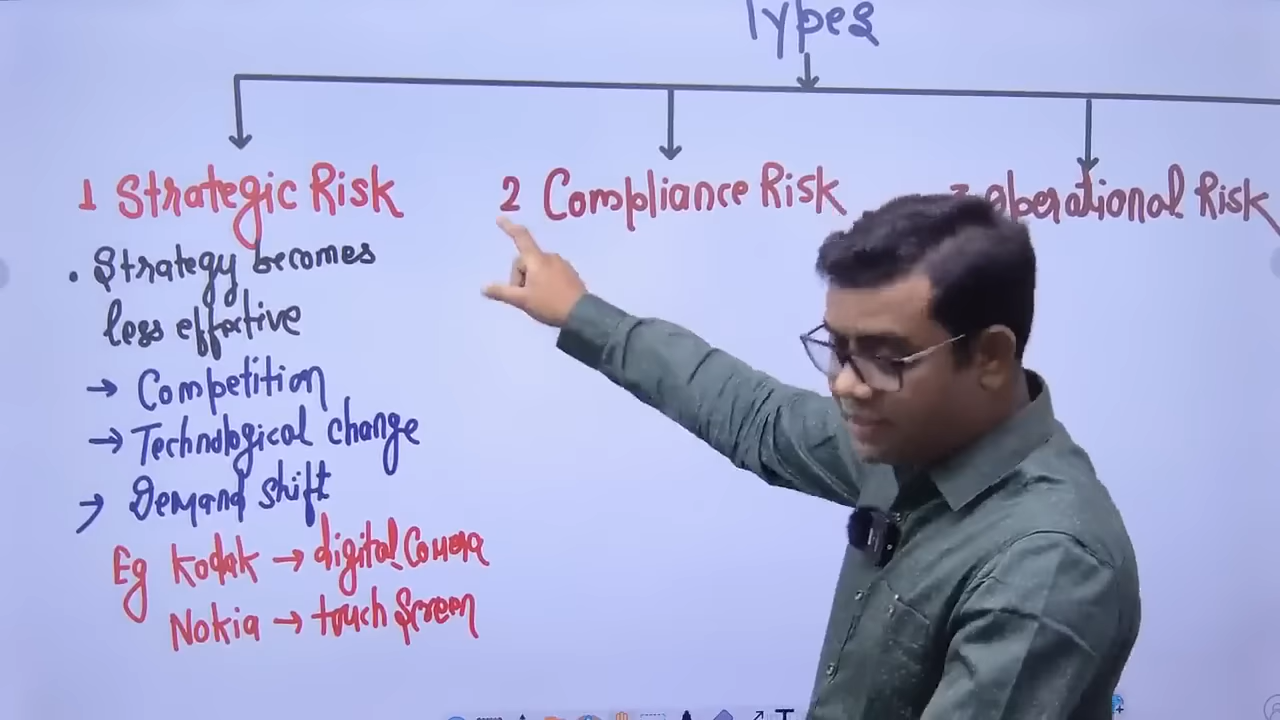 Types
1 Strategic Risk
2 Compliance Risk
3 Operational Risk
• Strategy becomes
less effective
→ Competition
→ Technological change
→ Demand shift
Eg Kodak → digital Camera
Nokia → touch Screen